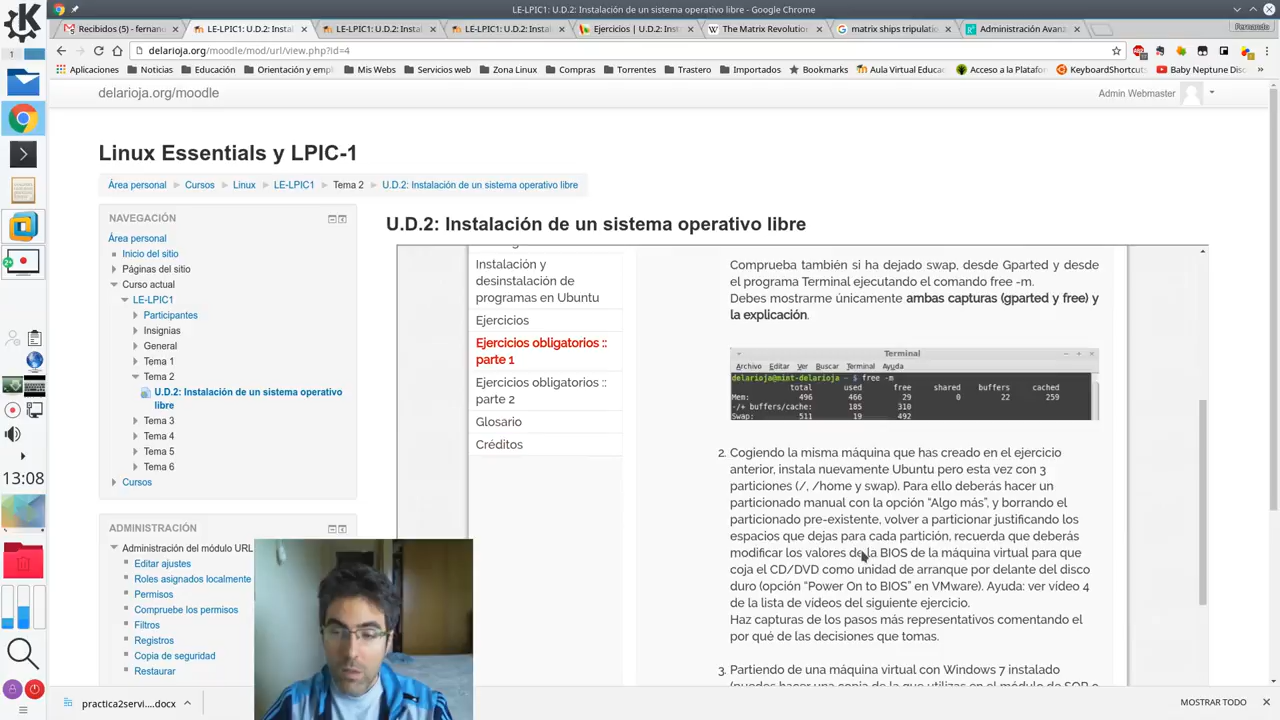 LE-LPIC1: U.D.2: Instalación de un sistema operativo libre - Google Chrome
Recibidos (5) - fernand
LE-LPIC1: U.D.2: Instal
LE-LPIC1: U.D.2: Instal
LE-LPIC1: U.D.2: Instal
Ejercicios | U.D.2: Inst
The Matrix Revolution
matrix ships tripulatio
Administración Avanz
Fernando
delarioja.org/moodle/mod/url/view.php?id=4
Aplicaciones
Noticias
Educación
Orientación y empl
Mis Webs
Servicios web
Zona Linux
Compras
Torrentes
Trastero
Importados
Bookmarks
Aula Virtual Educa
Acceso a la Platafor
KeyboardShortcuts
Baby Neptune Disc
delarioja.org/moodle
Admin Webmaster
Linux Essentials y LPIC-1
Área personal
Cursos
Linux
LE-LPIC1
Tema 2
U.D.2: Instalación de un sistema operativo libre
NAVEGACIÓN
Área personal
Inicio del sitio
Páginas del sitio
Curso actual
LE-LPIC1
Participantes
Insignias
General
Tema 1
Tema 2
U.D.2: Instalación de un sistema operativo
libre
Tema 3
Tema 4
Tema 5
Tema 6
Cursos
ADMINISTRACIÓN
Administración del módulo URL
Editar ajustes
Roles asignados localmente
Permisos
Compruebe los permisos
Filtros
Registros
Copia de seguridad
Restaurar
U.D.2: Instalación de un sistema operativo libre
Instalación y
desinstalación de
programas en Ubuntu
Ejercicios
Ejercicios obligatorios ::
parte 1
Ejercicios obligatorios ::
parte 2
Glosario
Créditos
Comprueba también si ha dejado swap, desde Gparted y desde
el programa Terminal ejecutando el comando free -m.
Debes mostrarme únicamente ambas capturas (gparted y free) y
la explicación.
Terminal
Archivo Editar Ver Buscar Terminal Ayuda
delarioja@mint-delarioja ~ $ free -m
total used free shared buffers cached
Mem: 496 466 29 0 22 259
-/+ buffers/cache: 185 310
Swap: 511 19 492
2. Cogiendo la misma máquina que has creado en el ejercicio
anterior, instala nuevamente Ubuntu pero esta vez con 3
particiones (/, /home y swap). Para ello deberás hacer un
particionado manual con la opción “Algo más”, y borrando el
particionado pre-existente, volver a particionar justificando los
espacios que dejas para cada partición, recuerda que deberás
modificar los valores de la BIOS de la máquina virtual para que
coja el CD/DVD como unidad de arranque por delante del disco
duro (opción “Power On to BIOS” en VMware). Ayuda: ver vídeo 4
de la lista de videos del siguiente ejercicio.
Haz capturas de los pasos más representativos comentando el
por qué de las decisiones que tomas.
3. Partiendo de una máquina virtual con Windows 7 instalado
13:08
practica2servi....docx
MOSTRAR TODO